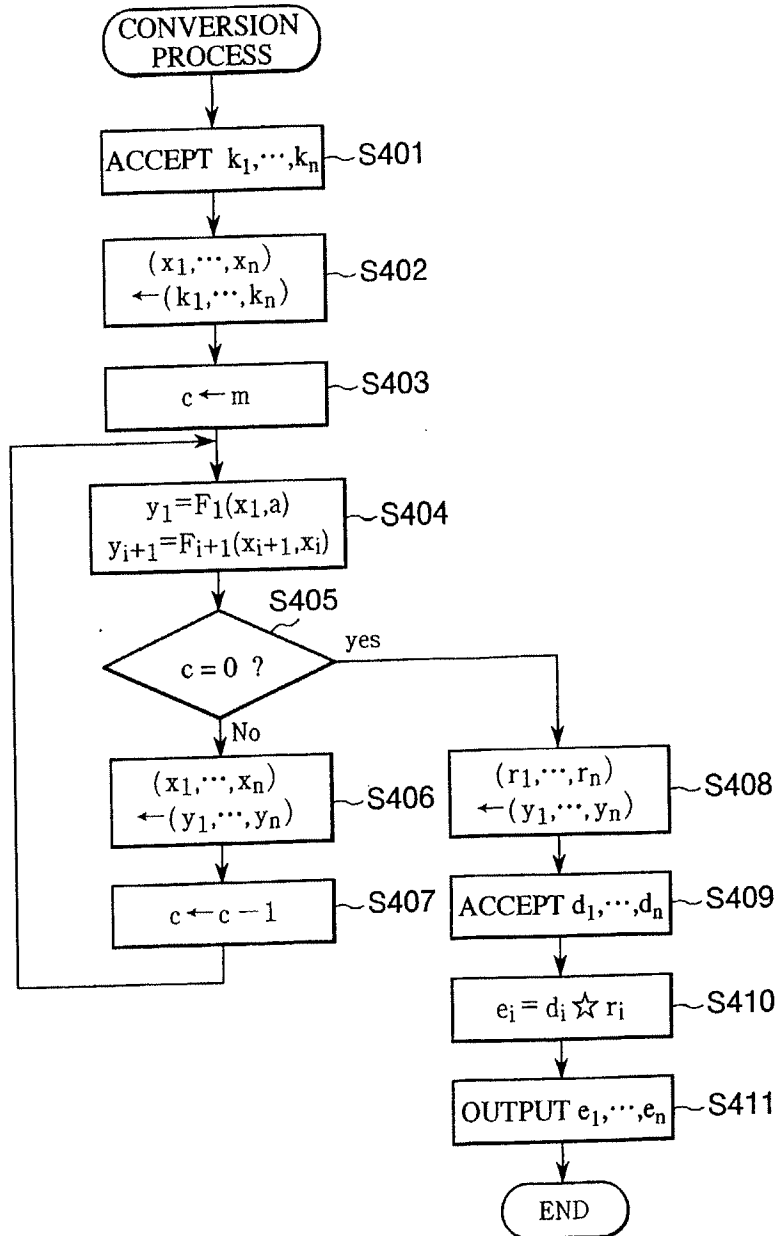 CONVERSION
PROCESS
ACCEPT k₁,⋯,kₙ
S401
(x₁,⋯,xₙ)
←(k₁,⋯,kₙ)
S402
c←m
S403
y₁=F₁(x₁,a)
yᵢ₊₁=Fᵢ₊₁(xᵢ₊₁,xᵢ)
S404
S405
c=0 ?
yes
No
(x₁,⋯,xₙ)
←(y₁,⋯,yₙ)
S406
c←c-1
S407
(r₁,⋯,rₙ)
←(y₁,⋯,yₙ)
S408
ACCEPT d₁,⋯,dₙ
S409
eᵢ=dᵢ☆rᵢ
S410
OUTPUT e₁,⋯,eₙ
S411
END